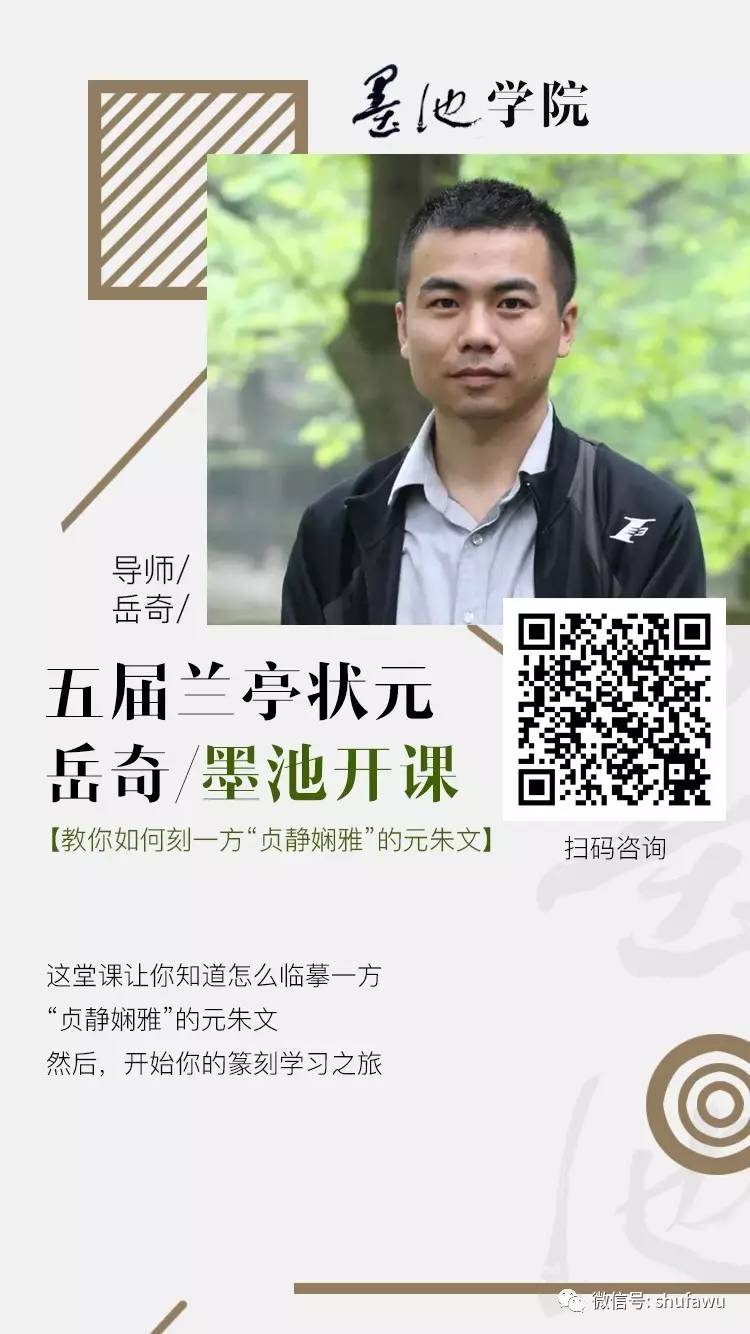 墨池学院
导师/
岳奇/
五届兰亭状元
岳奇/墨池开课
【教你如何刻一方“贞静娴雅”的元朱文】
扫码咨询
这堂课让你知道怎么临摹一方
“贞静娴雅”的元朱文
然后，开始你的篆刻学习之旅
墨
池
微信号: shufawu